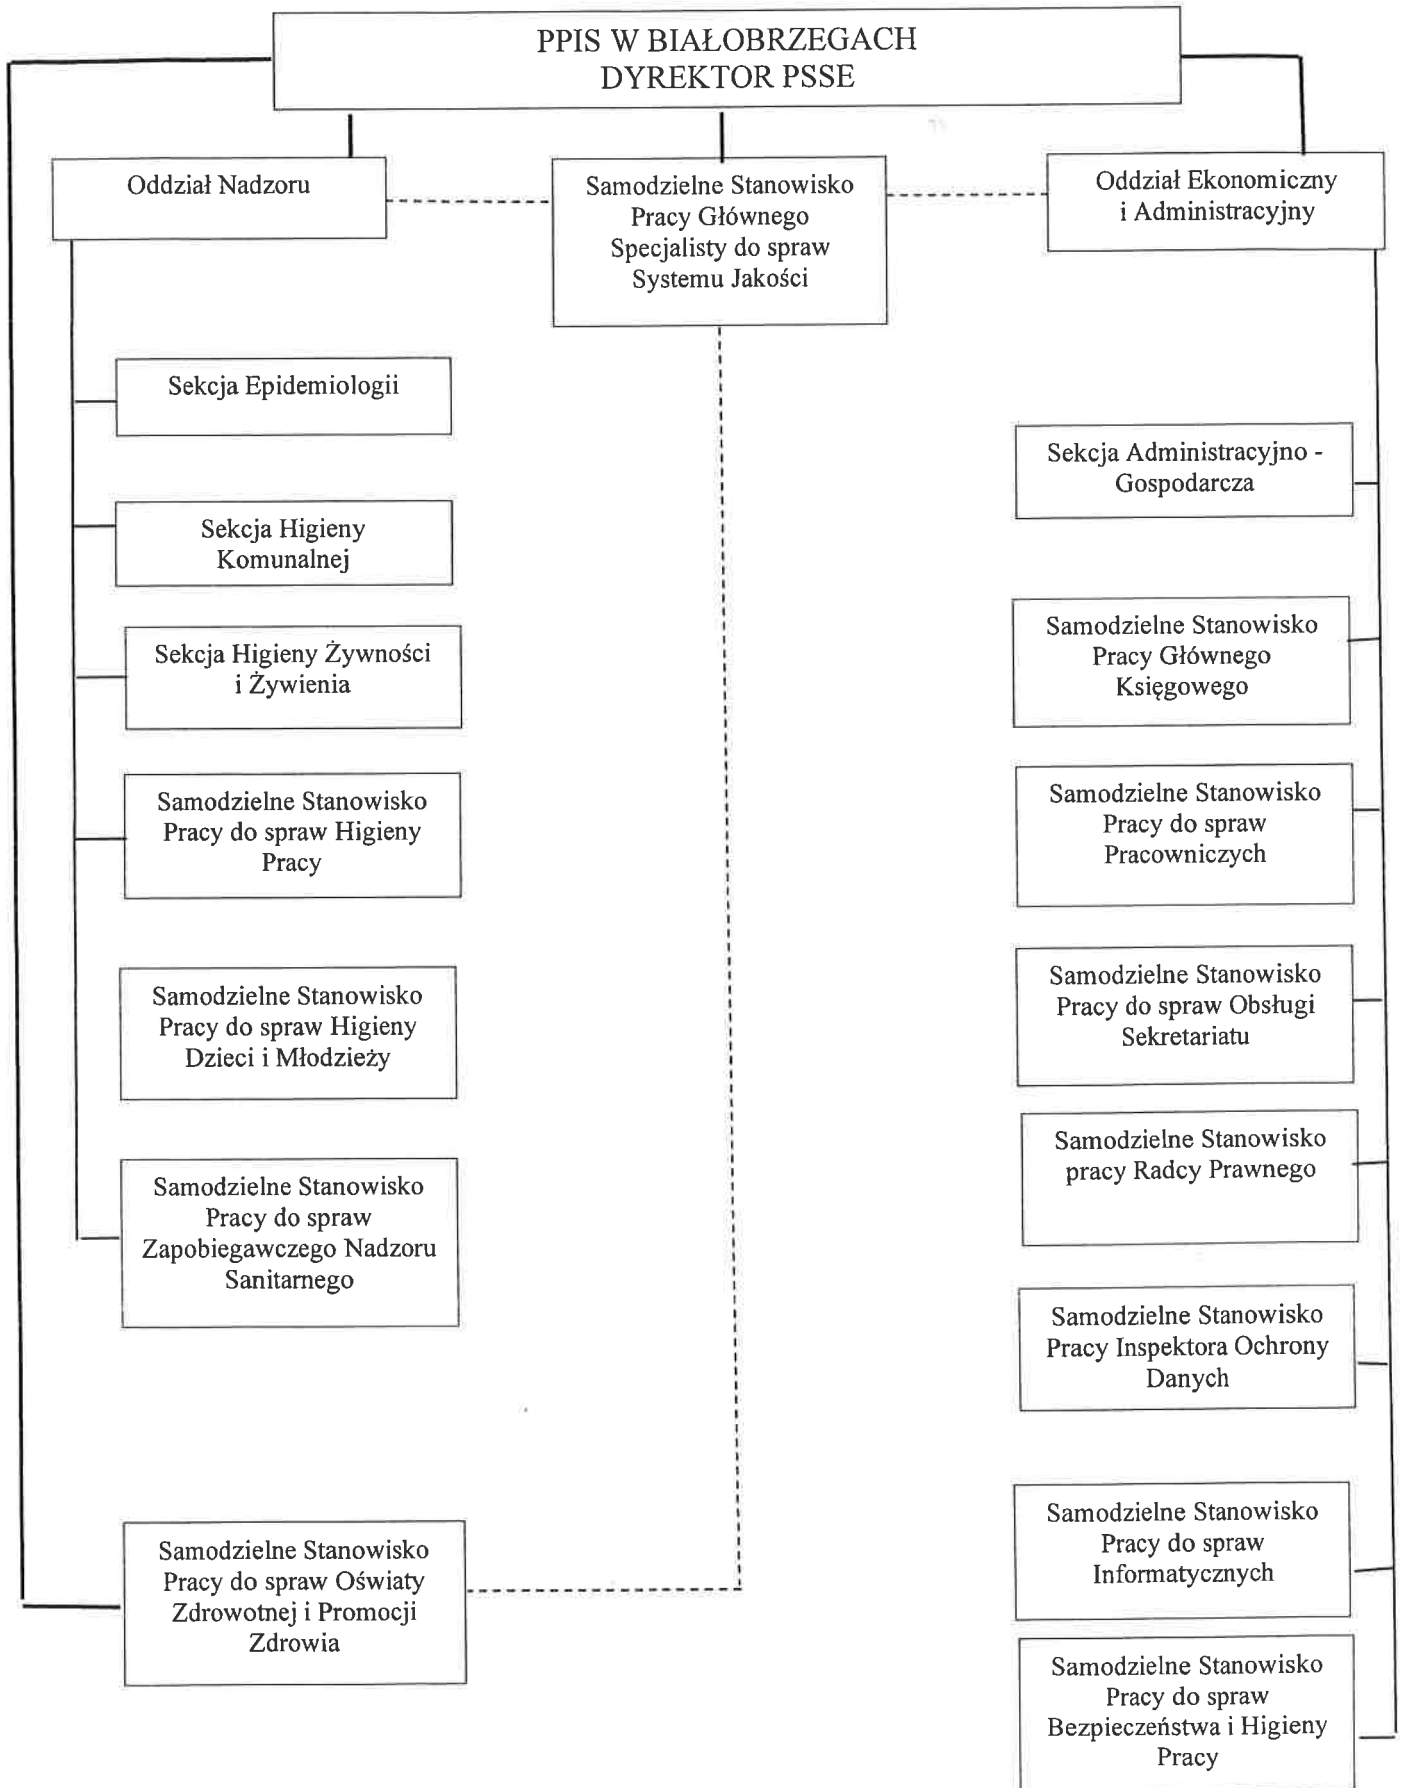 PPIS W BIAŁOBRZEGACH
DYREKTOR PSSE
Oddział Nadzoru
Samodzielne Stanowisko
Pracy Głównego
Specjalisty do spraw
Systemu Jakości
Oddział Ekonomiczny
i Administracyjny
Sekcja Epidemiologii
Sekcja Higieny
Komunalnej
Sekcja Higieny Żywności
i Żywienia
Samodzielne Stanowisko
Pracy do spraw Higieny
Pracy
Samodzielne Stanowisko
Pracy do spraw Higieny
Dzieci i Młodzieży
Samodzielne Stanowisko
Pracy do spraw
Zapobiegawczego Nadzoru
Sanitarnego
Samodzielne Stanowisko
Pracy do spraw Oświaty
Zdrowotnej i Promocji
Zdrowia
Sekcja Administracyjno -
Gospodarcza
Samodzielne Stanowisko
Pracy Głównego
Księgowego
Samodzielne Stanowisko
Pracy do spraw
Pracowniczych
Samodzielne Stanowisko
Pracy do spraw Obsługi
Sekretariatu
Samodzielne Stanowisko
pracy Radcy Prawnego
Samodzielne Stanowisko
Pracy Inspektora Ochrony
Danych
Samodzielne Stanowisko
Pracy do spraw
Informatycznych
Samodzielne Stanowisko
Pracy do spraw
Bezpieczeństwa i Higieny
Pracy